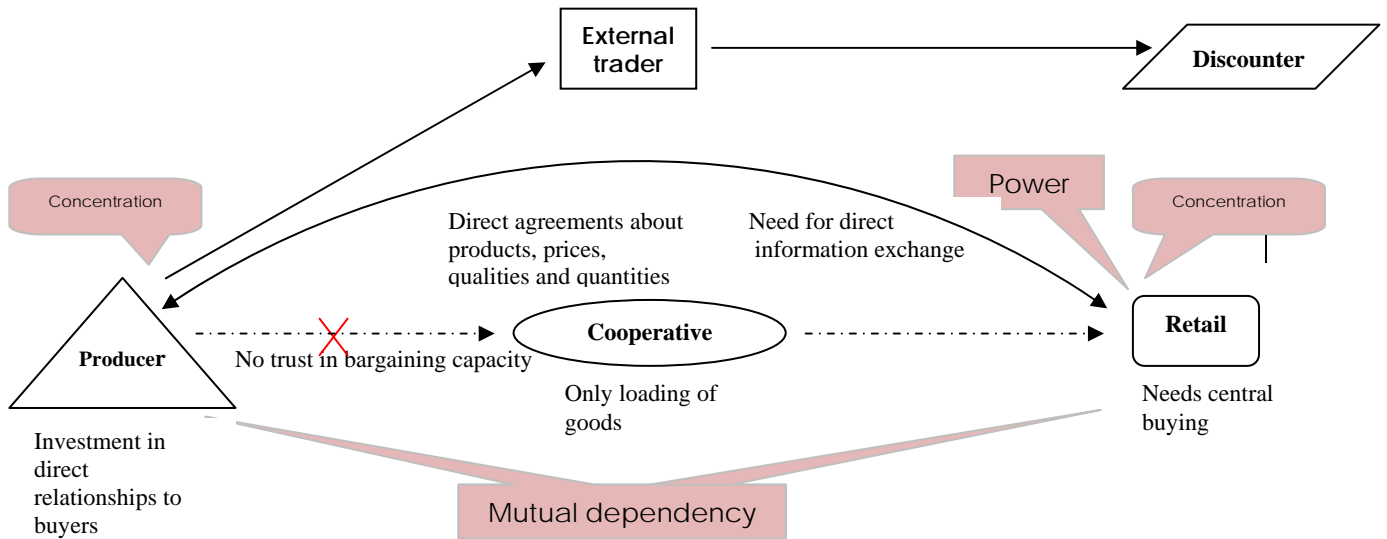 External
trader
Discounter
Concentration
Power
Concentration
Direct agreements about
products, prices,
qualities and quantities
Need for direct
information exchange
Producer
No trust in bargaining capacity
Cooperative
Retail
Only loading of
goods
Needs central
buying
Investment in
direct
relationships to
buyers
Mutual dependency